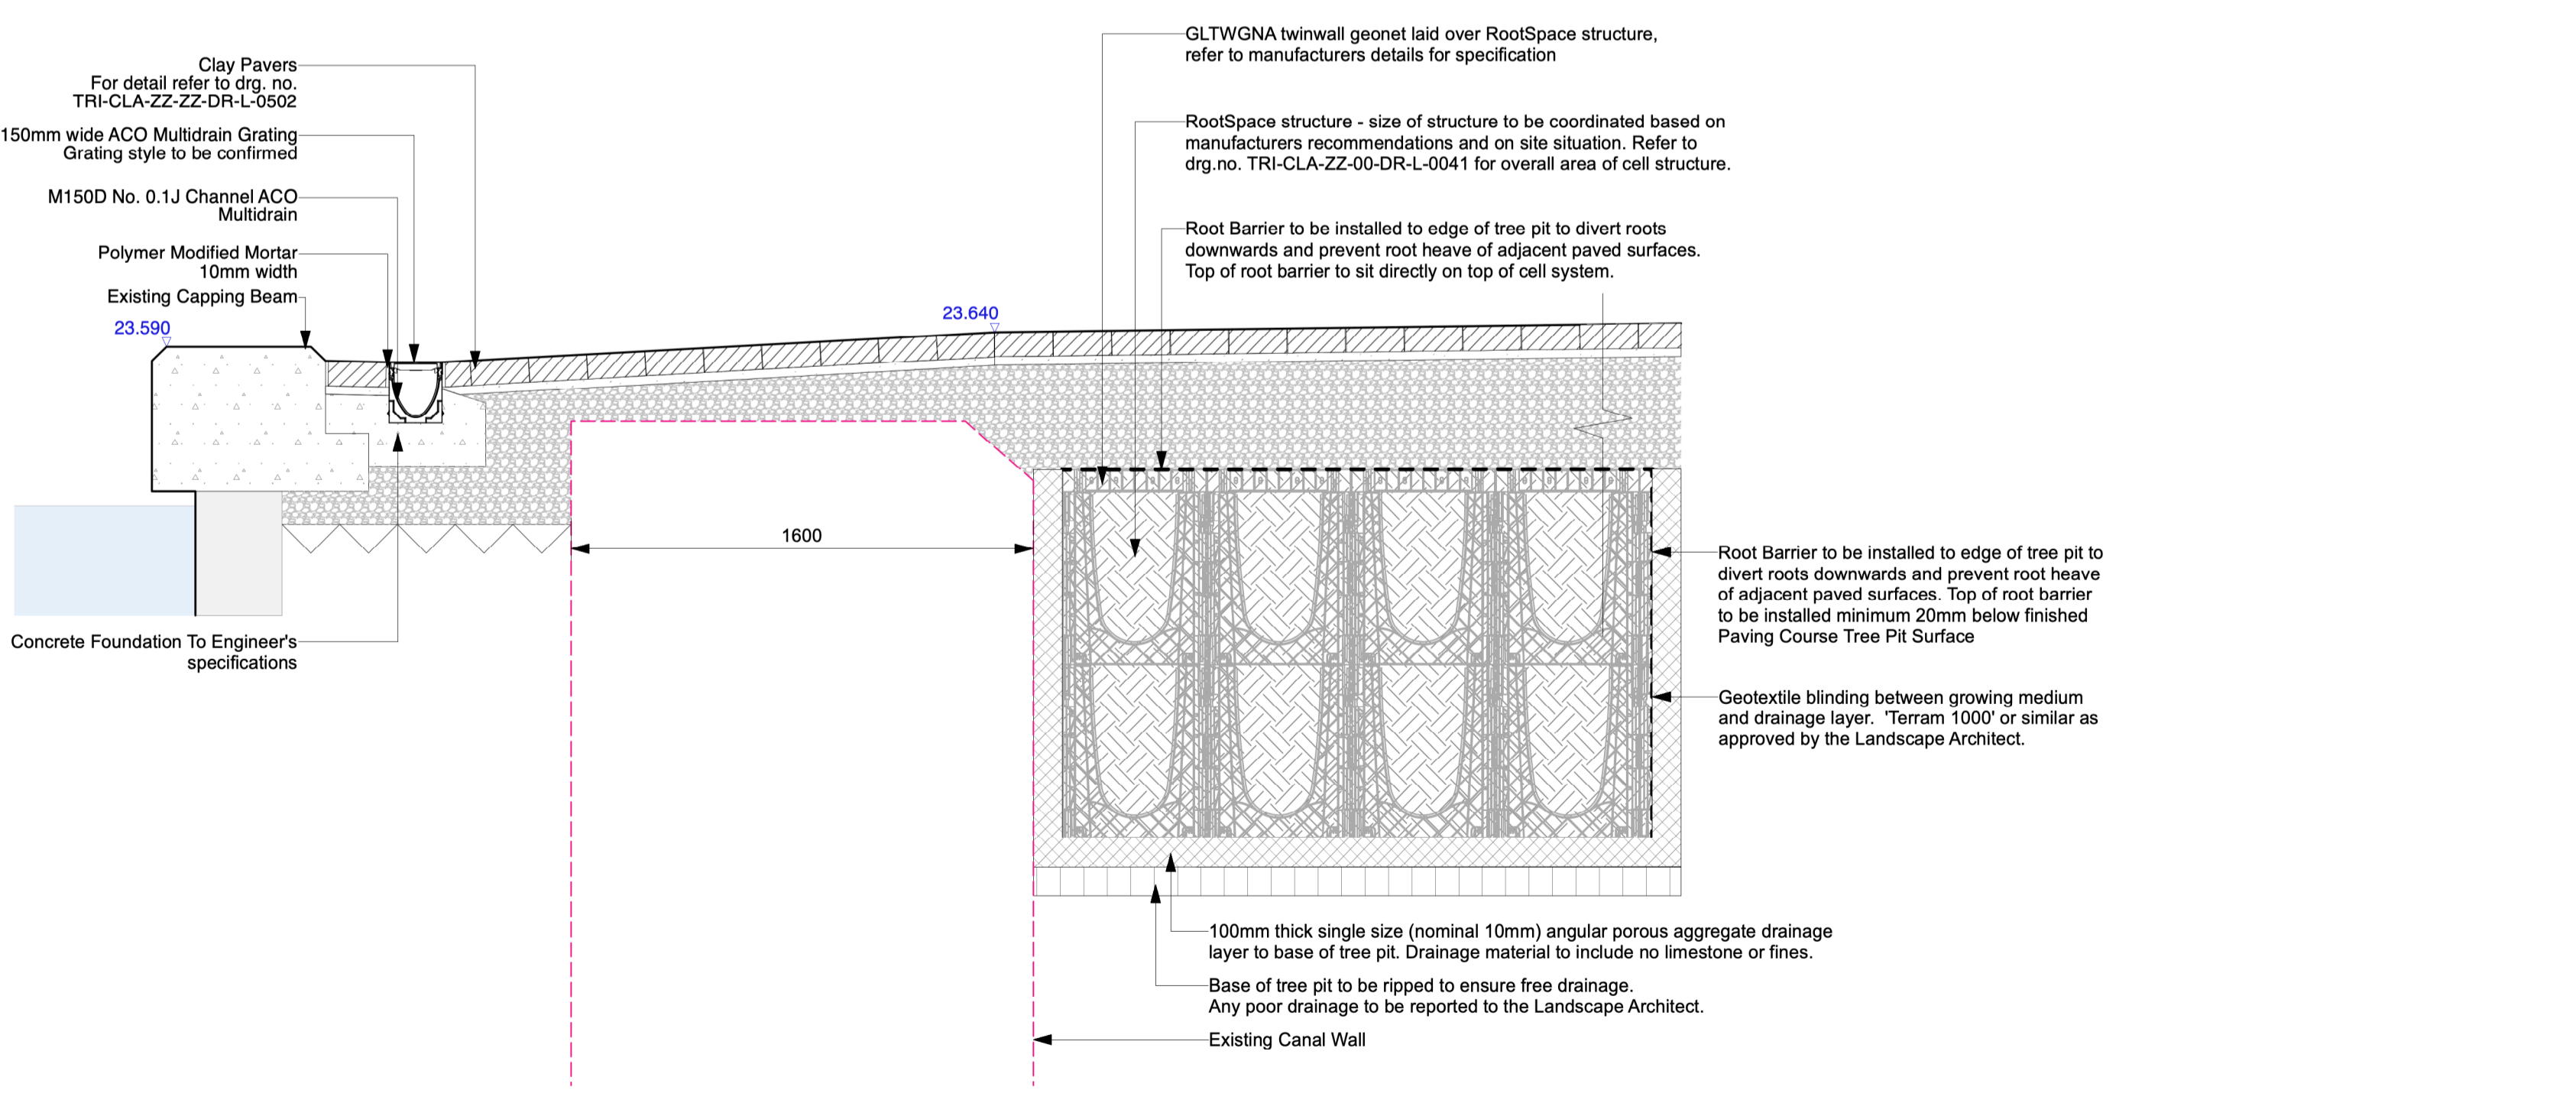 Clay Pavers
For detail refer to drg. no.
TRI-CLA-ZZ-ZZ-DR-L-0502
150mm wide ACO Multidrain Grating
Grating style to be confirmed
M150D No. 0.1J Channel ACO
Multidrain
Polymer Modified Mortar
10mm width
Existing Capping Beam
23.590
Concrete Foundation To Engineer's
specifications
23.640
1600
GLTWGNA twinwall geonet laid over RootSpace structure,
refer to manufacturers details for specification
RootSpace structure - size of structure to be coordinated based on
manufacturers recommendations and on site situation. Refer to
drg.no. TRI-CLA-ZZ-00-DR-L-0041 for overall area of cell structure.
Root Barrier to be installed to edge of tree pit to divert roots
downwards and prevent root heave of adjacent paved surfaces.
Top of root barrier to sit directly on top of cell system.
Root Barrier to be installed to edge of tree pit to
divert roots downwards and prevent root heave
of adjacent paved surfaces. Top of root barrier
to be installed minimum 20mm below finished
Paving Course Tree Pit Surface
Geotextile blinding between growing medium
and drainage layer. 'Terram 1000' or similar as
approved by the Landscape Architect.
100mm thick single size (nominal 10mm) angular porous aggregate drainage
layer to base of tree pit. Drainage material to include no limestone or fines.
Base of tree pit to be ripped to ensure free drainage.
Any poor drainage to be reported to the Landscape Architect.
Existing Canal Wall